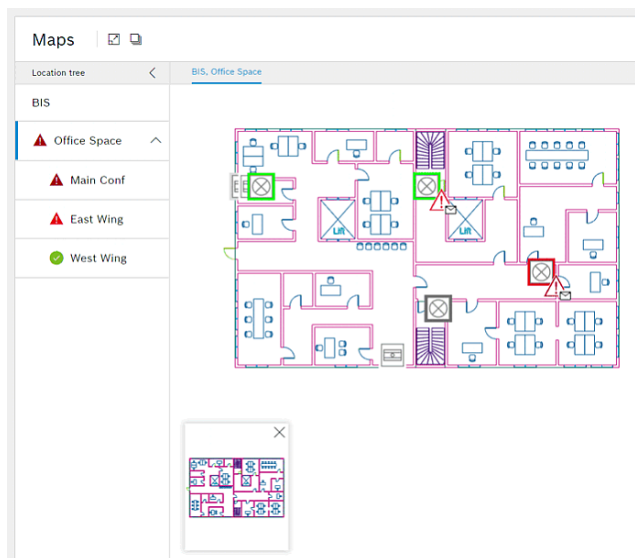 Maps
Location tree
BIS, Office Space
BIS
Office Space
Main Conf
East Wing
West Wing
Lift
Lift